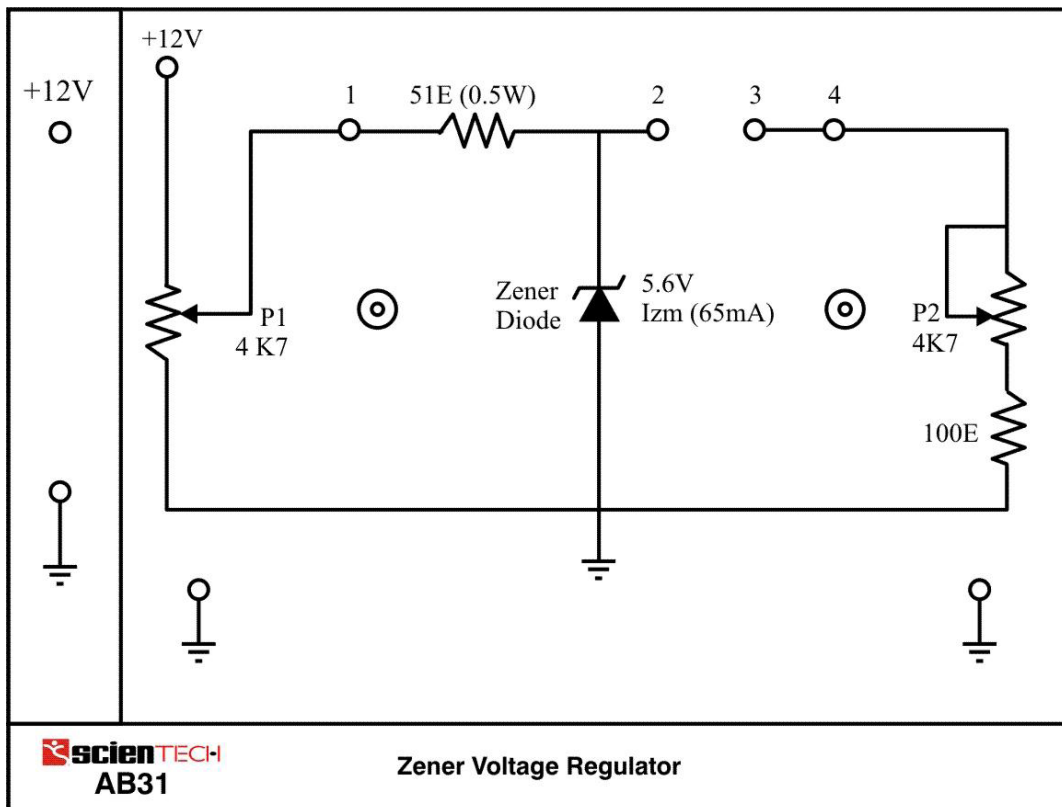 +12V
+12V
1
51E (0.5W)
2
3
4
P1
4 K7
Zener
Diode
5.6V
Izm (65mA)
P2
4K7
100E
scienTECH
AB31
Zener Voltage Regulator